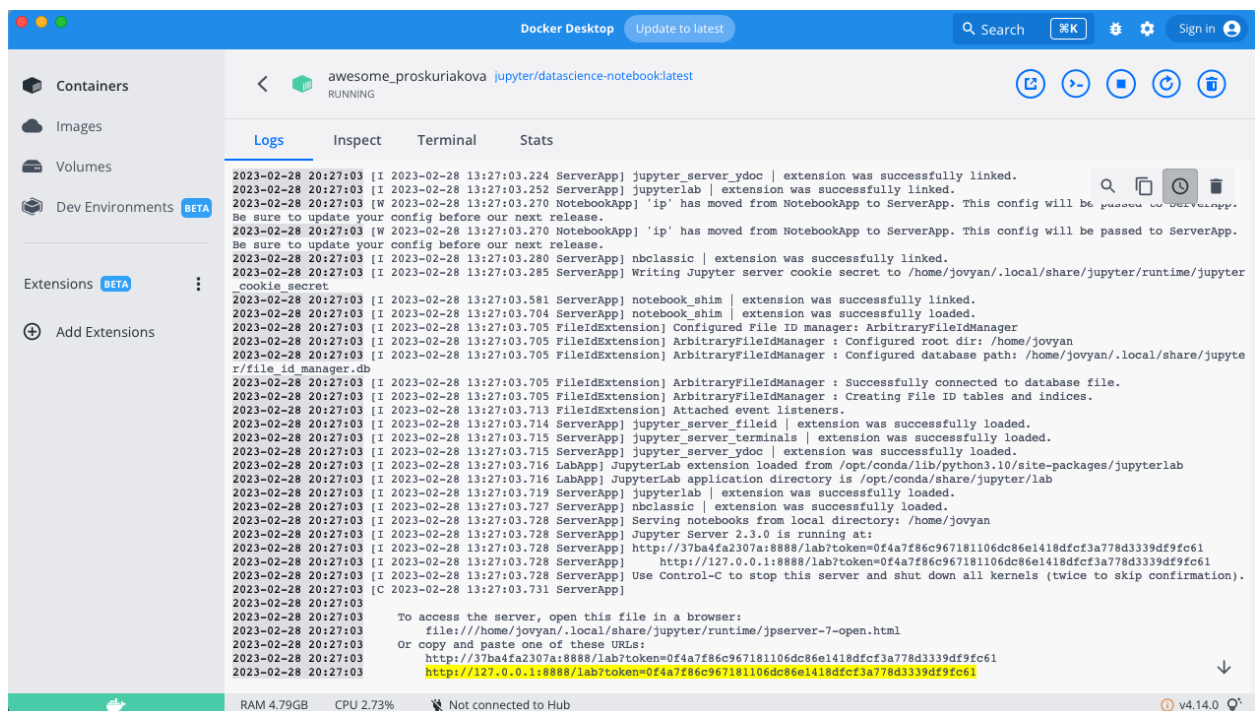 Docker Desktop
Update to latest
Search
⌘K
Sign in
Containers
Images
Volumes
Dev Environments BETA
Extensions BETA
Add Extensions
awesome_proskuriakova jupyter/datascience-notebook:latest
RUNNING
Logs Inspect Terminal Stats
2023-02-28 20:27:03 [I 2023-02-28 13:27:03.224 ServerApp] jupyter_server_ydoc | extension was successfully linked.
2023-02-28 20:27:03 [I 2023-02-28 13:27:03.252 ServerApp] jupyterlab | extension was successfully linked.
2023-02-28 20:27:03 [W 2023-02-28 13:27:03.270 NotebookApp] 'ip' has moved from NotebookApp to ServerApp. This config will be passed to ServerApp.
Be sure to update your config before our next release.
2023-02-28 20:27:03 [W 2023-02-28 13:27:03.270 NotebookApp] 'ip' has moved from NotebookApp to ServerApp. This config will be passed to ServerApp.
Be sure to update your config before our next release.
2023-02-28 20:27:03 [I 2023-02-28 13:27:03.280 ServerApp] nbclassic | extension was successfully linked.
2023-02-28 20:27:03 [I 2023-02-28 13:27:03.285 ServerApp] Writing Jupyter server cookie secret to /home/jovyan/.local/share/jupyter/runtime/jupyter
_cookie_secret
2023-02-28 20:27:03 [I 2023-02-28 13:27:03.581 ServerApp] notebook_shim | extension was successfully linked.
2023-02-28 20:27:03 [I 2023-02-28 13:27:03.704 ServerApp] notebook_shim | extension was successfully loaded.
2023-02-28 20:27:03 [I 2023-02-28 13:27:03.705 FileIdExtension] Configured File ID manager: ArbitraryFileIdManager
2023-02-28 20:27:03 [I 2023-02-28 13:27:03.705 FileIdExtension] ArbitraryFileIdManager : Configured root dir: /home/jovyan
2023-02-28 20:27:03 [I 2023-02-28 13:27:03.705 FileIdExtension] ArbitraryFileIdManager : Configured database path: /home/jovyan/.local/share/jupyte
r/file_id_manager.db
2023-02-28 20:27:03 [I 2023-02-28 13:27:03.705 FileIdExtension] ArbitraryFileIdManager : Successfully connected to database file.
2023-02-28 20:27:03 [I 2023-02-28 13:27:03.705 FileIdExtension] ArbitraryFileIdManager : Creating File ID tables and indices.
2023-02-28 20:27:03 [I 2023-02-28 13:27:03.713 FileIdExtension] Attached event listeners.
2023-02-28 20:27:03 [I 2023-02-28 13:27:03.714 ServerApp] jupyter_server_fileid | extension was successfully loaded.
2023-02-28 20:27:03 [I 2023-02-28 13:27:03.715 ServerApp] jupyter_server_terminals | extension was successfully loaded.
2023-02-28 20:27:03 [I 2023-02-28 13:27:03.715 ServerApp] jupyter_server_ydoc | extension was successfully loaded.
2023-02-28 20:27:03 [I 2023-02-28 13:27:03.716 LabApp] JupyterLab extension loaded from /opt/conda/lib/python3.10/site-packages/jupyterlab
2023-02-28 20:27:03 [I 2023-02-28 13:27:03.716 LabApp] JupyterLab application directory is /opt/conda/share/jupyter/lab
2023-02-28 20:27:03 [I 2023-02-28 13:27:03.719 ServerApp] jupyterlab | extension was successfully loaded.
2023-02-28 20:27:03 [I 2023-02-28 13:27:03.727 ServerApp] nbclassic | extension was successfully loaded.
2023-02-28 20:27:03 [I 2023-02-28 13:27:03.728 ServerApp] Serving notebooks from local directory: /home/jovyan
2023-02-28 20:27:03 [I 2023-02-28 13:27:03.728 ServerApp] Jupyter Server 2.3.0 is running at:
2023-02-28 20:27:03 [I 2023-02-28 13:27:03.728 ServerApp] http://37ba4fa2307a:8888/lab?token=0f4a7f86c967181106dc86e1418dfcf3a778d3339df9fc61
2023-02-28 20:27:03 [I 2023-02-28 13:27:03.728 ServerApp] http://127.0.0.1:8888/lab?token=0f4a7f86c967181106dc86e1418dfcf3a778d3339df9fc61
2023-02-28 20:27:03 [I 2023-02-28 13:27:03.728 ServerApp] Use Control-C to stop this server and shut down all kernels (twice to skip confirmation).
2023-02-28 20:27:03 [C 2023-02-28 13:27:03.731 ServerApp]
2023-02-28 20:27:03
2023-02-28 20:27:03 To access the server, open this file in a browser:
2023-02-28 20:27:03 file:///home/jovyan/.local/share/jupyter/runtime/jpserver-7-open.html
2023-02-28 20:27:03 Or copy and paste one of these URLs:
2023-02-28 20:27:03 http://37ba4fa2307a:8888/lab?token=0f4a7f86c967181106dc86e1418dfcf3a778d3339df9fc61
2023-02-28 20:27:03 http://127.0.0.1:8888/lab?token=0f4a7f86c967181106dc86e1418dfcf3a778d3339df9fc61
RAM 4.79GB CPU 2.73% Not connected to Hub v4.14.0